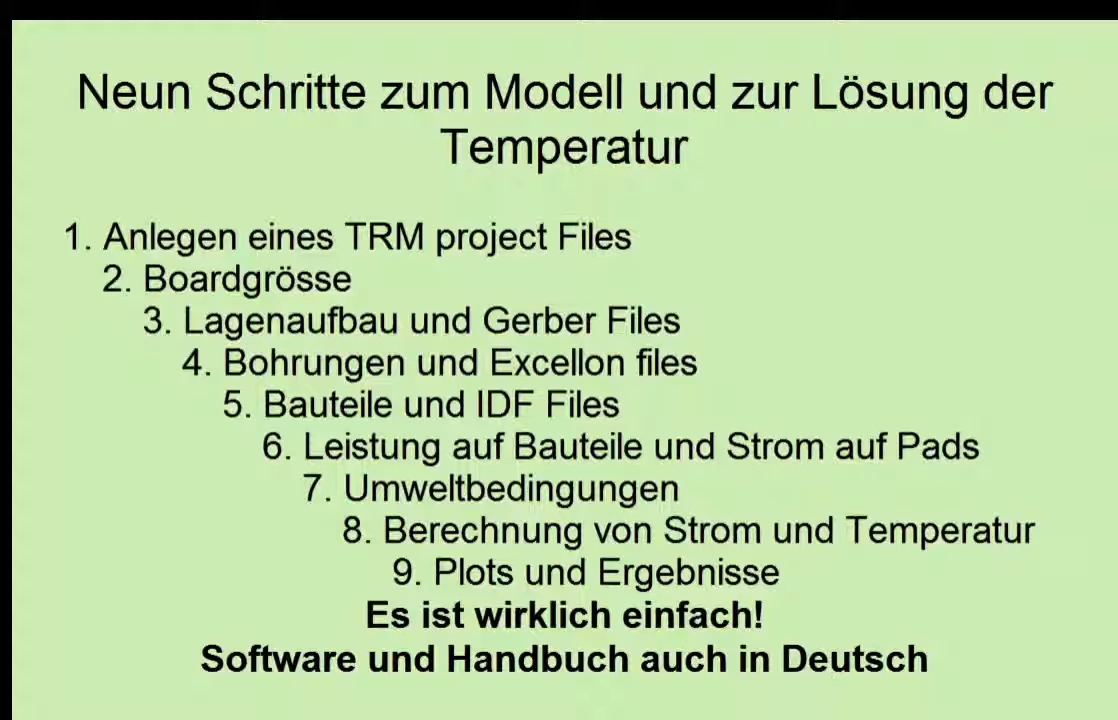 Neun Schritte zum Modell und zur Lösung der
Temperatur
1. Anlegen eines TRM project Files
2. Boardgrösse
3. Lagenaufbau und Gerber Files
4. Bohrungen und Excellon files
5. Bauteile und IDF Files
6. Leistung auf Bauteile und Strom auf Pads
7. Umweltbedingungen
8. Berechnung von Strom und Temperatur
9. Plots und Ergebnisse
Es ist wirklich einfach!
Software und Handbuch auch in Deutsch